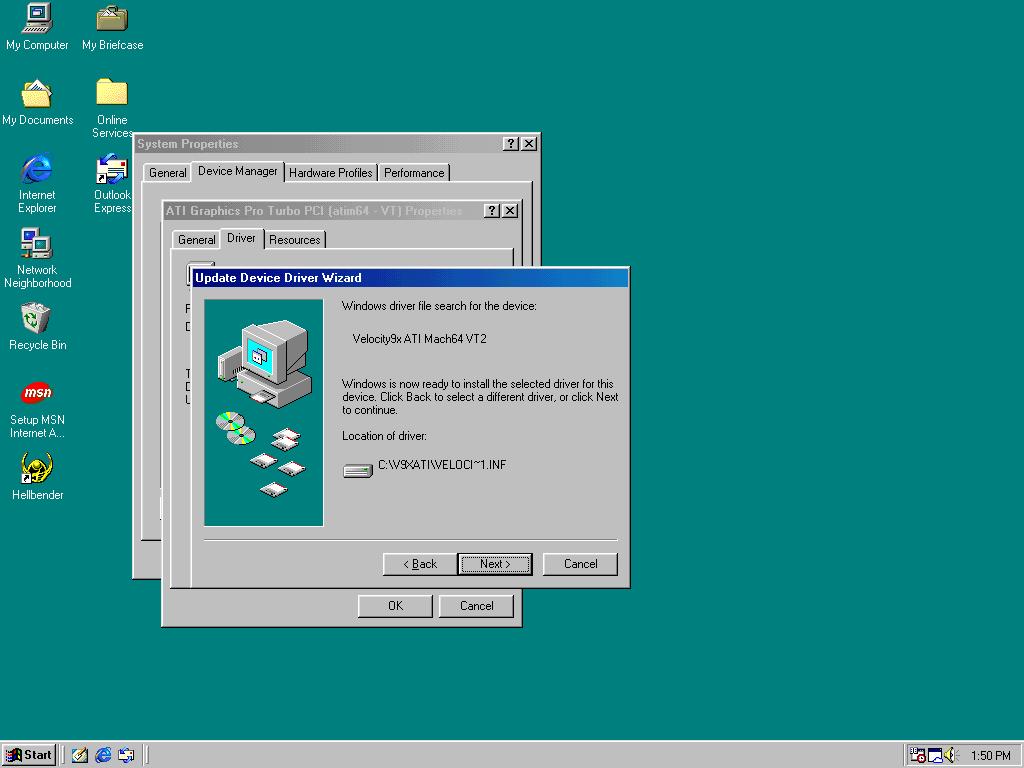 My Computer
My Briefcase
My Documents
Online
Services
Internet
Explorer
Outlook
Express
Network
Neighborhood
Recycle Bin
msn
Setup MSN
Internet A...
Hellbender
System Properties
General
Device Manager
Hardware Profiles
Performance
ATI Graphics Pro Turbo PCI (atim64 - VT) Properties
General
Driver
Resources
Update Device Driver Wizard
Windows driver file search for the device:
Velocity9x ATI Mach64 VT2
Windows is now ready to install the selected driver for this
device. Click Back to select a different driver, or click Next
to continue.
Location of driver:
C:\V9XATI\VELOCI~1.INF
< Back
Next >
Cancel
OK
Cancel
Start
1:50 PM